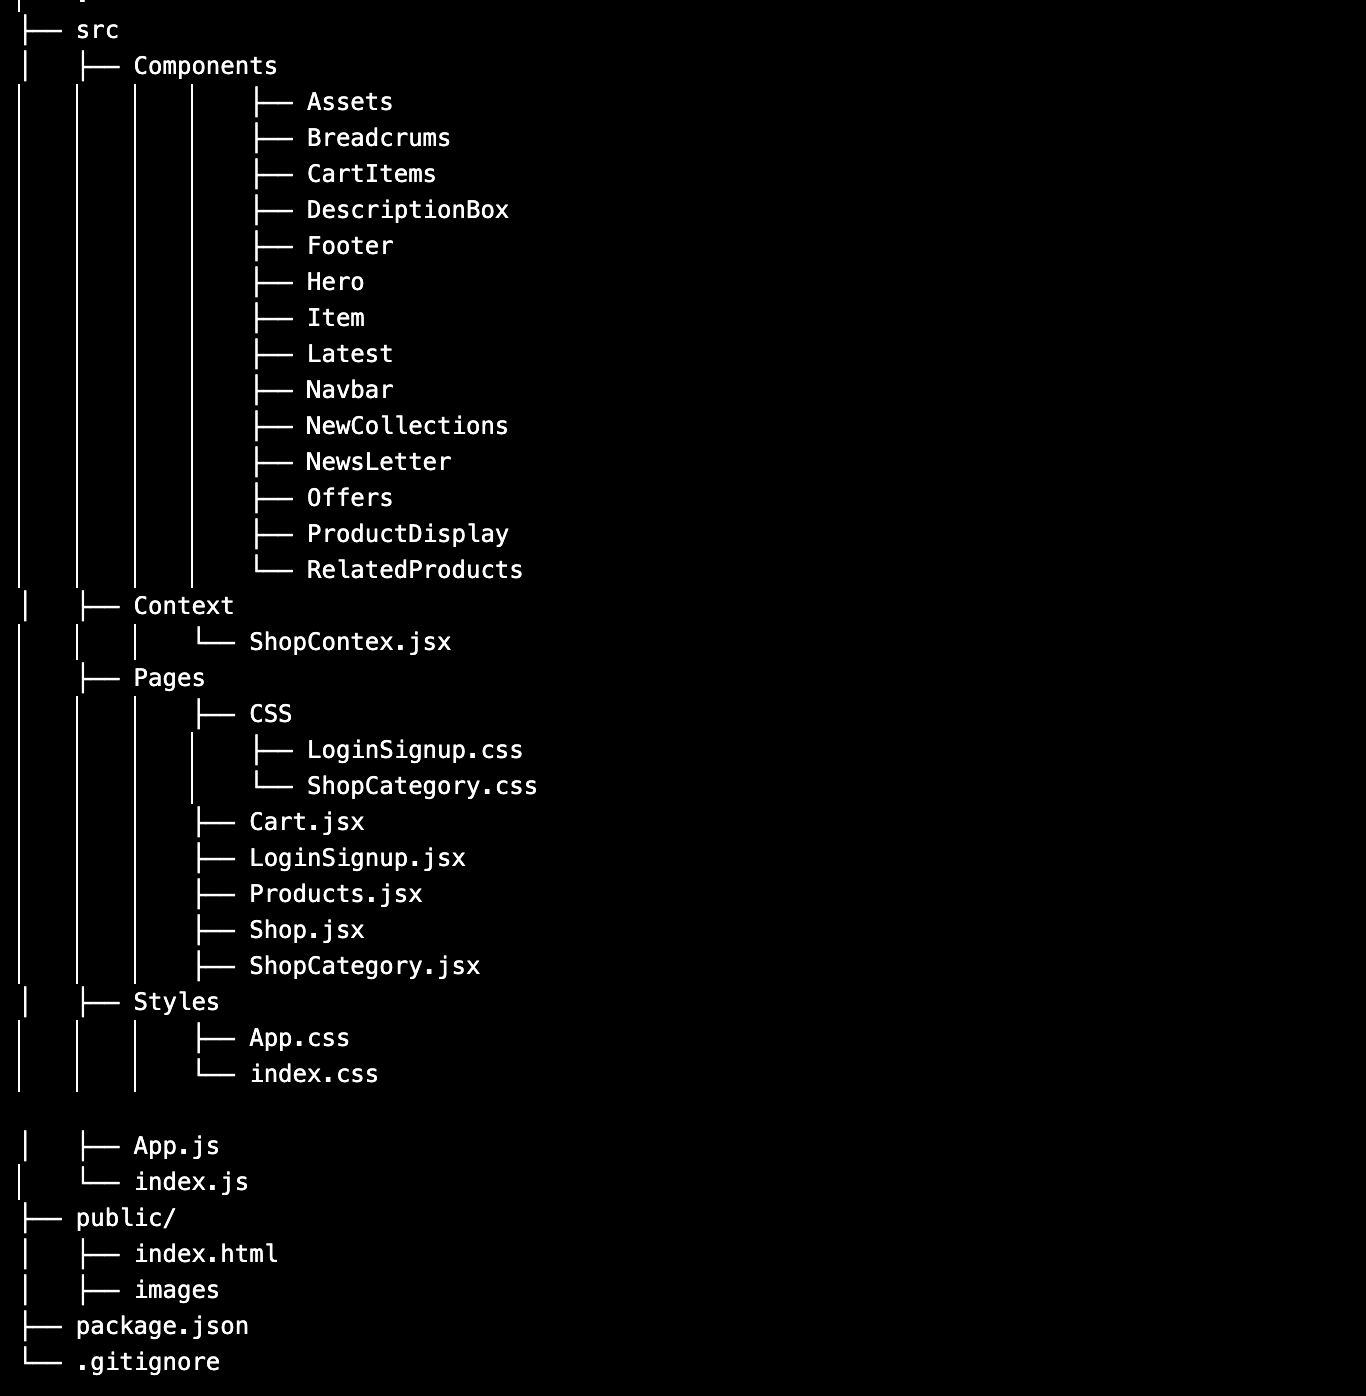 ├── src
│   ├── Components
│   │   │   │   ├── Assets
│   │   │   │   ├── Breadcrums
│   │   │   │   ├── CartItems
│   │   │   │   ├── DescriptionBox
│   │   │   │   ├── Footer
│   │   │   │   ├── Hero
│   │   │   │   ├── Item
│   │   │   │   ├── Latest
│   │   │   │   ├── Navbar
│   │   │   │   ├── NewCollections
│   │   │   │   ├── NewsLetter
│   │   │   │   ├── Offers
│   │   │   │   ├── ProductDisplay
│   │   │   │   └── RelatedProducts
│   ├── Context
│   │   │   └── ShopContex.jsx
│   ├── Pages
│   │   │   ├── CSS
│   │   │   │   ├── LoginSignup.css
│   │   │   │   └── ShopCategory.css
│   │   │   ├── Cart.jsx
│   │   │   ├── LoginSignup.jsx
│   │   │   ├── Products.jsx
│   │   │   ├── Shop.jsx
│   │   │   ├── ShopCategory.jsx
│   ├── Styles
│   │   │   ├── App.css
│   │   │   └── index.css
│   ├── App.js
│   └── index.js
├── public/
│   ├── index.html
│   ├── images
├── package.json
└── .gitignore